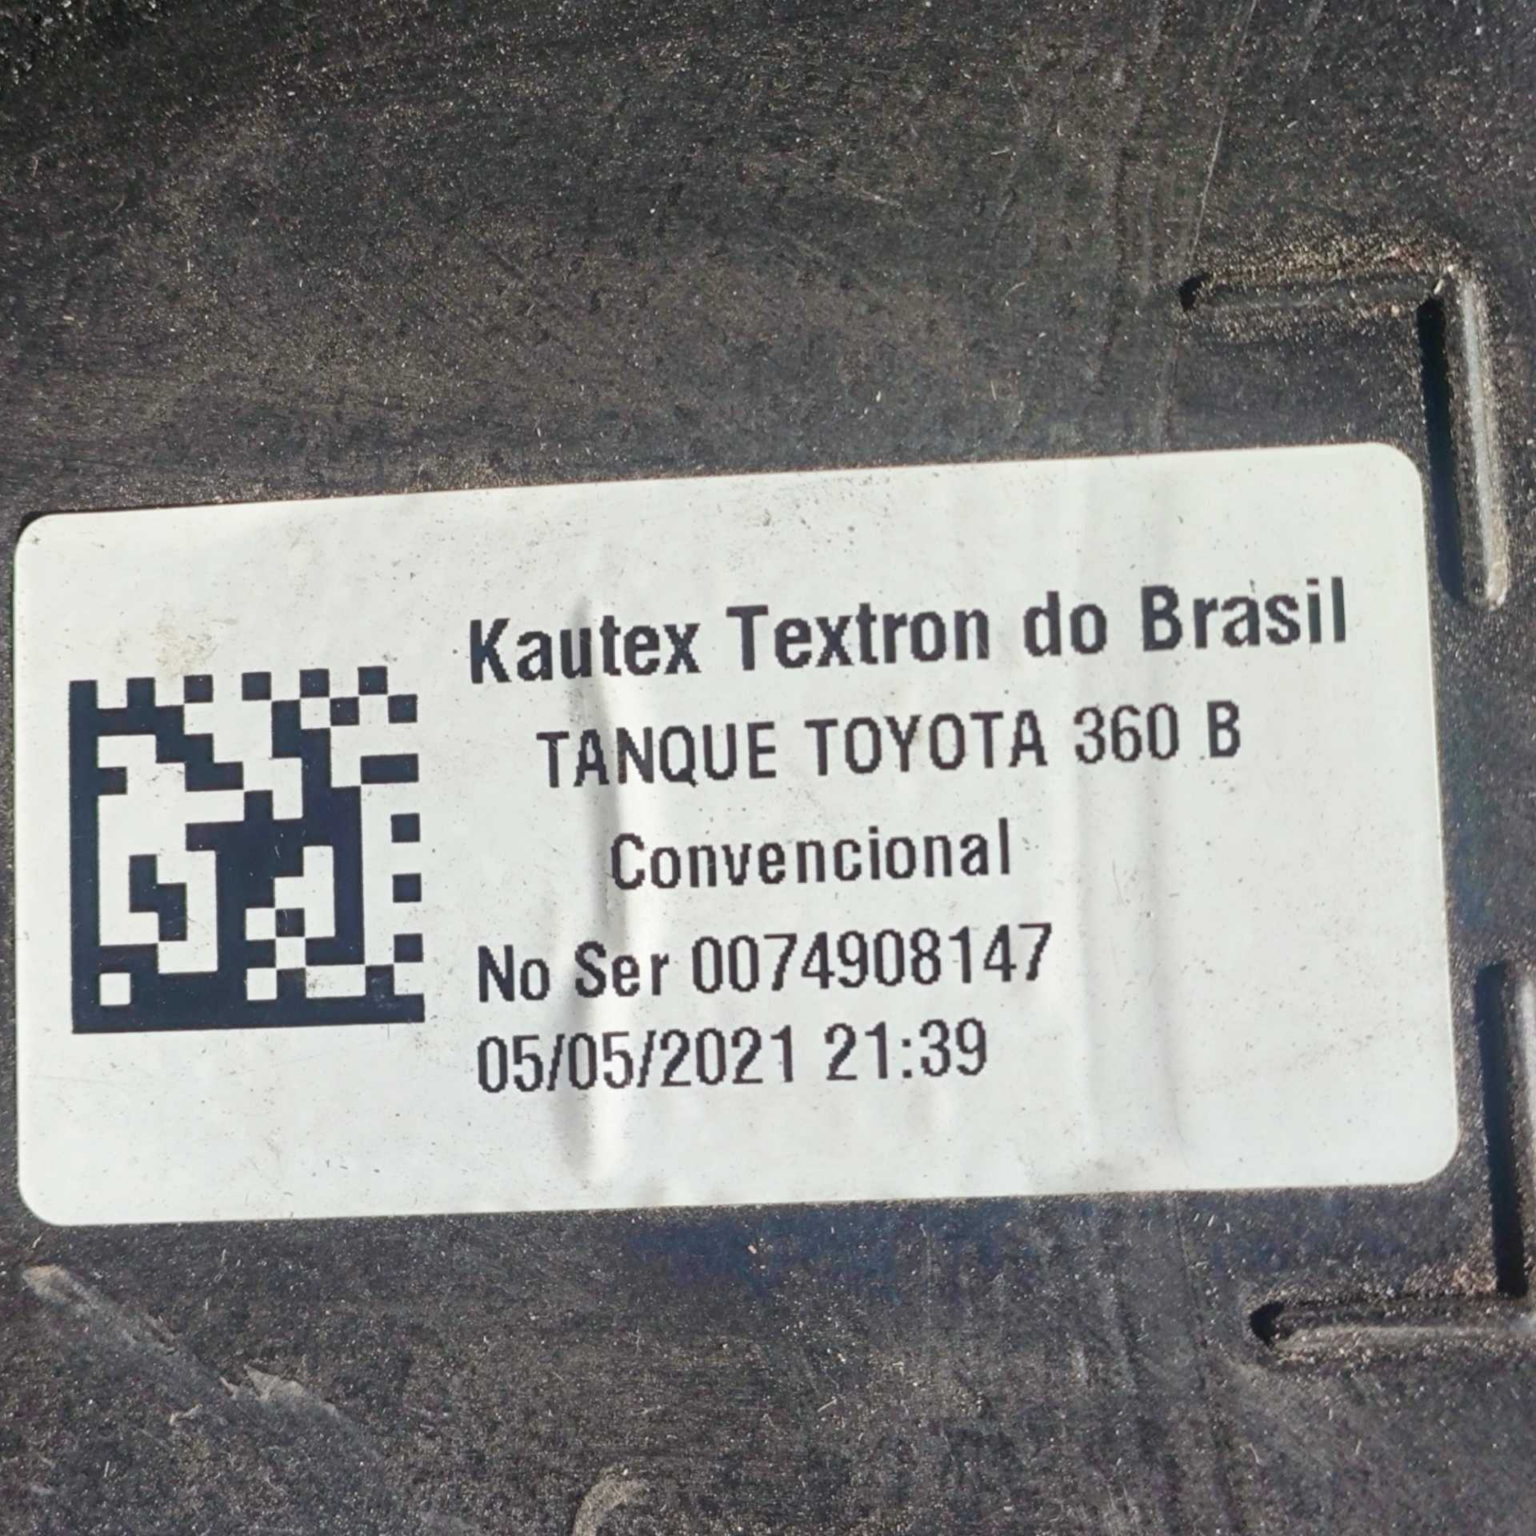 Kautex Textron do Brasil
TANQUE TOYOTA 360 B
Convencional
No Ser 0074908147
05/05/2021 21:39